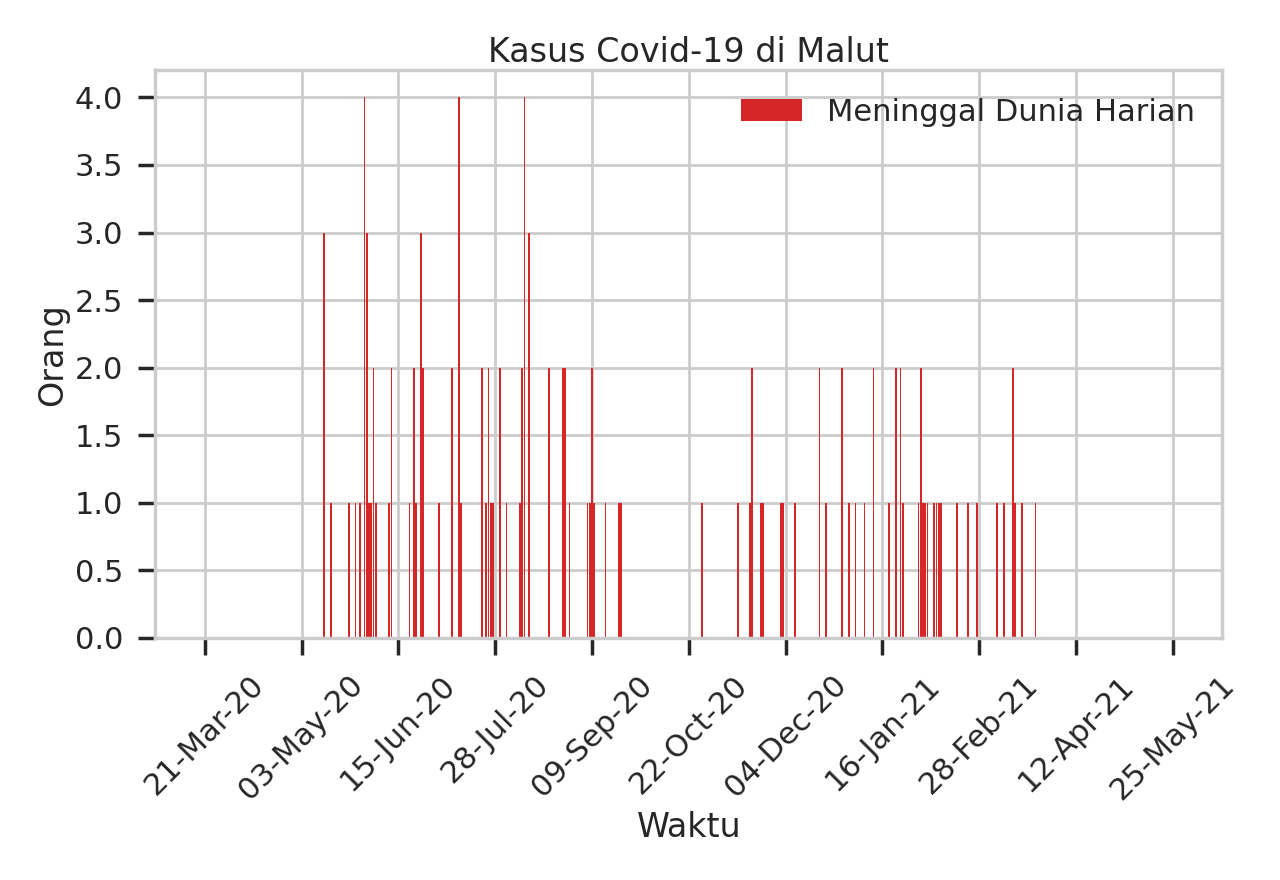 Kasus Covid-19 di Malut
Meninggal Dunia Harian
Orang
4.0
3.5
3.0
2.5
2.0
1.5
1.0
0.5
0.0
21-Mar-20
03-May-20
15-Jun-20
28-Jul-20
09-Sep-20
22-Oct-20
04-Dec-20
16-Jan-21
28-Feb-21
12-Apr-21
25-May-21
Waktu